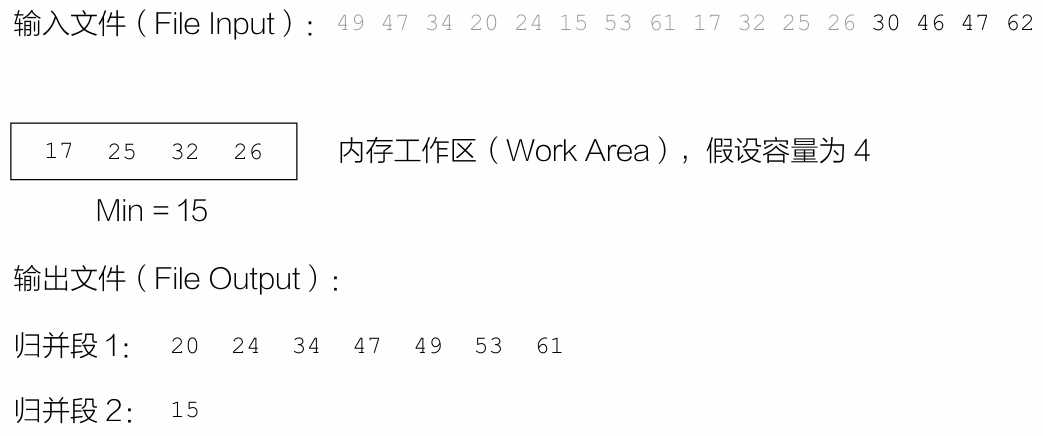 输入文件（File Input）：49 47 34 20 24 15 53 61 17 32 25 26 30 46 47 62
17 25 32 26
内存工作区（Work Area），假设容量为 4
Min = 15
输出文件（File Output）：
归并段 1： 20 24 34 47 49 53 61
归并段 2： 15